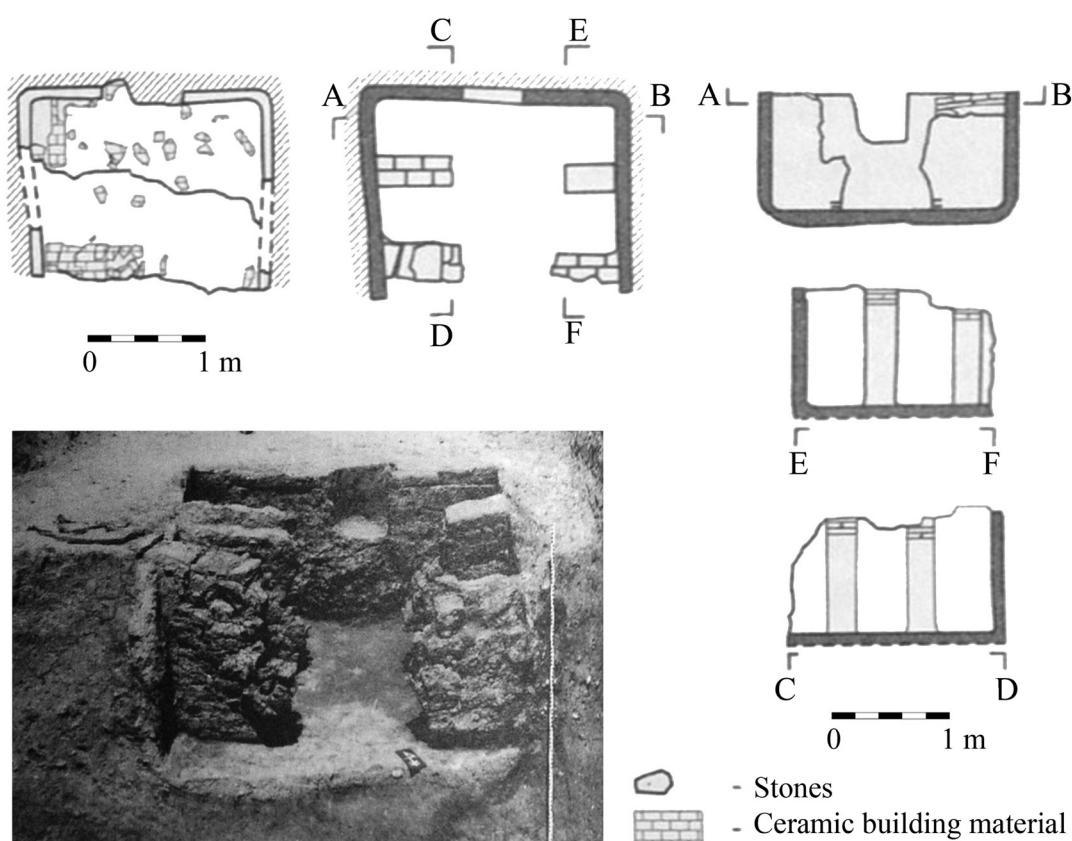 C E
A B
D F
0 1 m
A B
E F
C D
0 1 m
- Stones
- Ceramic building material